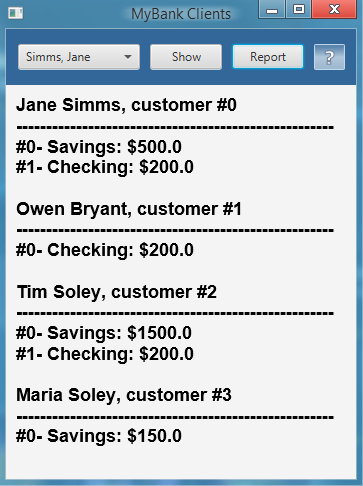 MyBank Clients
Simms, Jane Show Report ?
Jane Simms, customer #0
-----------------------------------------------------
#0- Savings: $500.0
#1- Checking: $200.0
Owen Bryant, customer #1
-----------------------------------------------------
#0- Checking: $200.0
Tim Soley, customer #2
-----------------------------------------------------
#0- Savings: $1500.0
#1- Checking: $200.0
Maria Soley, customer #3
-----------------------------------------------------
#0- Savings: $150.0